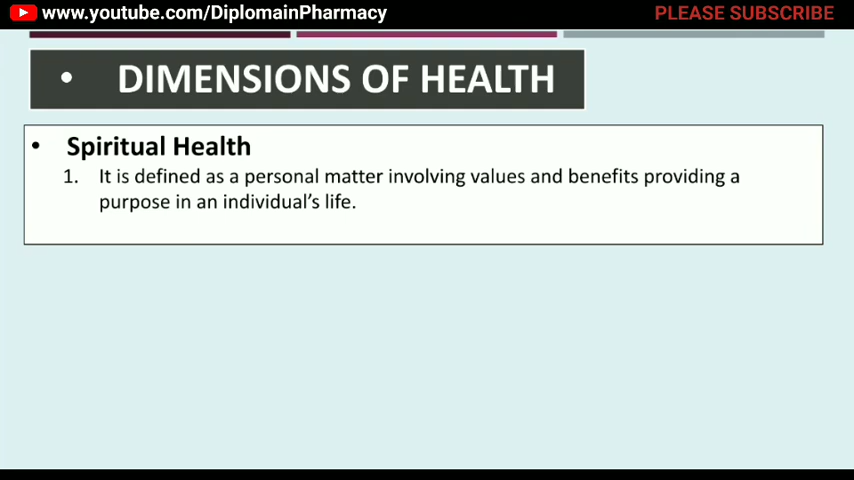 www.youtube.com/DiplomainPharmacy PLEASE SUBSCRIBE
• DIMENSIONS OF HEALTH
• Spiritual Health
1. It is defined as a personal matter involving values and benefits providing a
purpose in an individual's life.